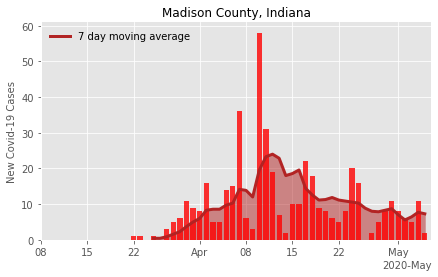 Madison County, Indiana
7 day moving average
New Covid-19 Cases
60
50
40
30
20
10
0
08
15
22
Apr
08
15
22
May
2020-May